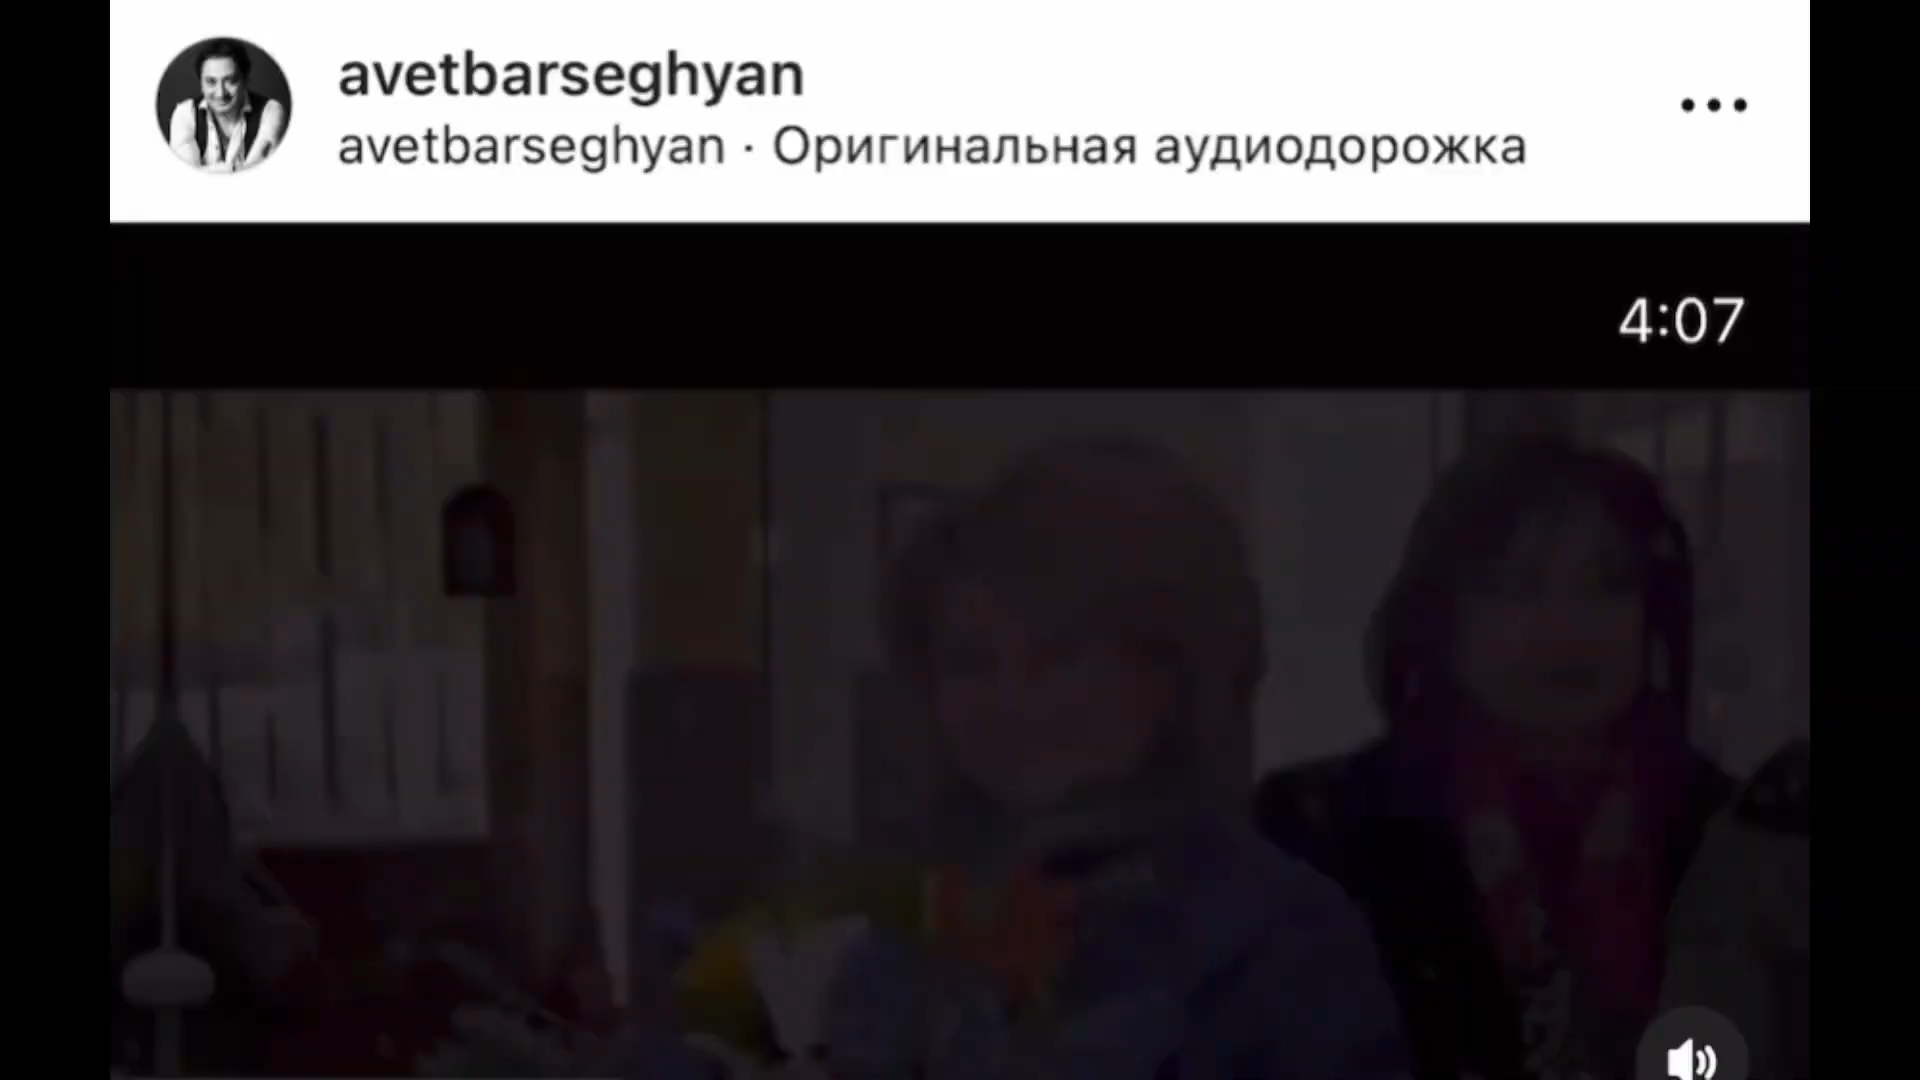 avetbarseghyan
avetbarseghyan · Оригинальная аудиодорожка
4:07